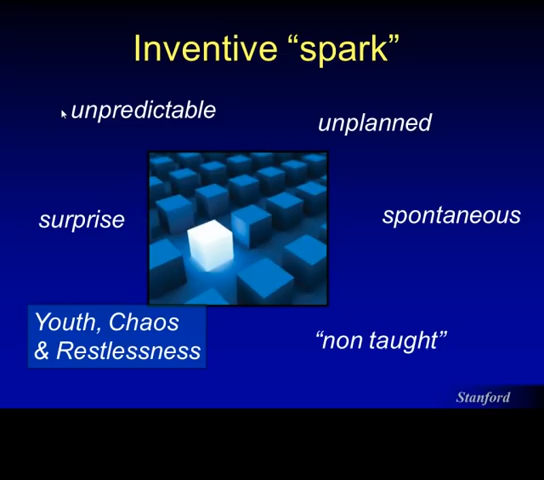 Inventive “spark”
unpredictable
unplanned
surprise
spontaneous
Youth, Chaos
& Restlessness
“non taught”
Stanford